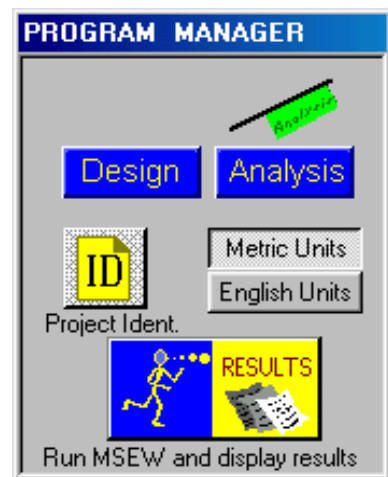 PROGRAM MANAGER
Analysis
Design
Analysis
ID
Metric Units
English Units
Project Ident.
RESULTS
Run MSEW and display results